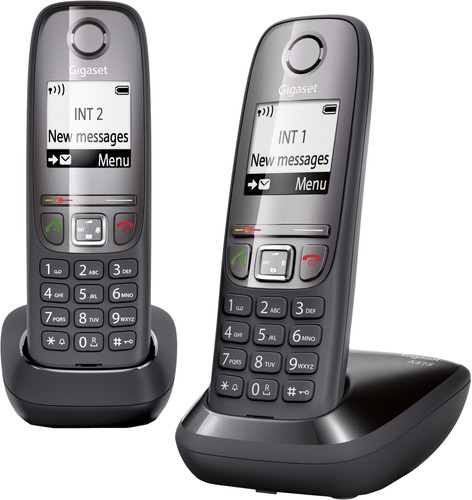 Gigaset
INT 2
New messages
Menu
1 2 ABC 3 DEF
4 GHI 5 JKL 6 MNO
7 PQRS 8 TUV 9 WXYZ
* 0 #
Gigaset
INT 1
New messages
Menu
INT
1 2 ABC 3 DEF
4 GHI 5 JKL 6 MNO
7 PQRS 8 TUV 9 WXYZ
* 0 #
Gigaset